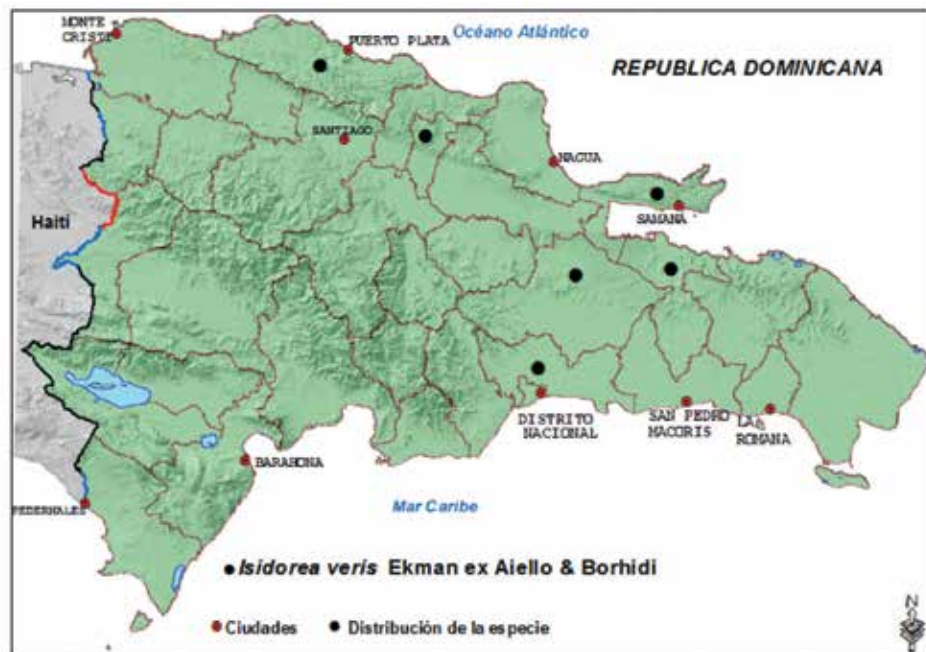 MONTE
CRISTI
PUERTO PLATA
Océano Atlántico
REPUBLICA DOMINICANA
SANTIAGO
NAGUA
Haiti
SAMANA
DISTRITO
NACIONAL
SAN PEDRO
MACORIS
LA
ROMANA
BARAHONA
PEDERNALES
Mar Caribe
Isidorea veris Ekman ex Aiello & Borhidi
Ciudades
Distribución de la especie
N